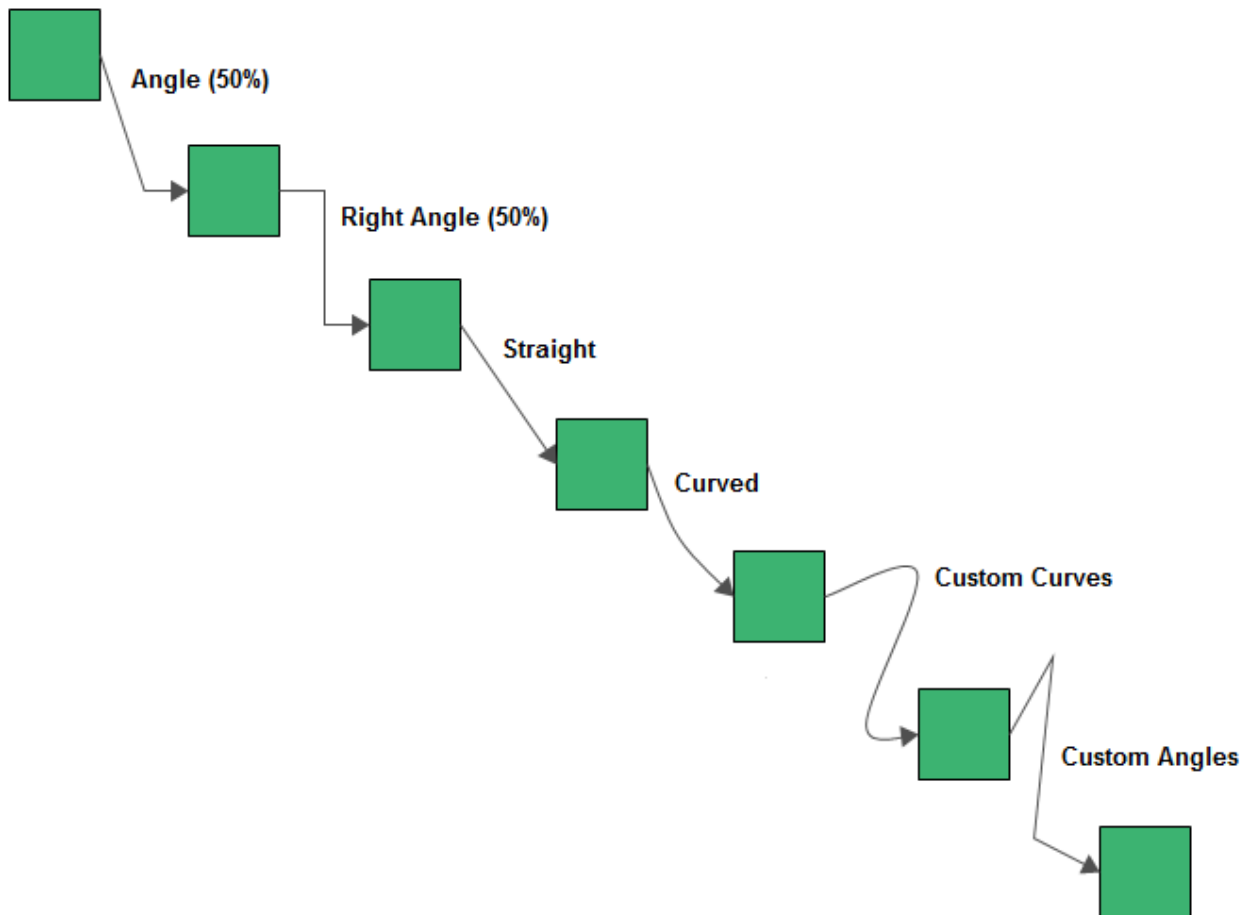 Angle (50%)
Right Angle (50%)
Straight
Curved
Custom Curves
Custom Angles